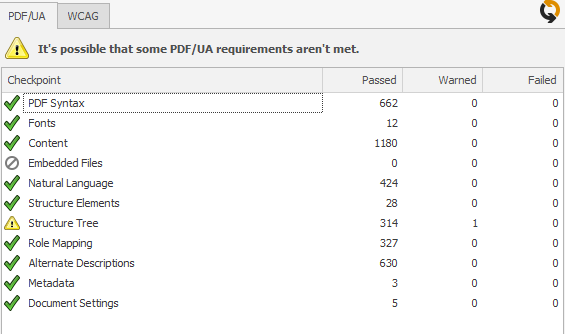 PDF/UA WCAG
It's possible that some PDF/UA requirements aren't met.
Checkpoint Passed Warned Failed
PDF Syntax 662 0 0
Fonts 12 0 0
Content 1180 0 0
Embedded Files 0 0 0
Natural Language 424 0 0
Structure Elements 28 0 0
Structure Tree 314 1 0
Role Mapping 327 0 0
Alternate Descriptions 630 0 0
Metadata 3 0 0
Document Settings 5 0 0